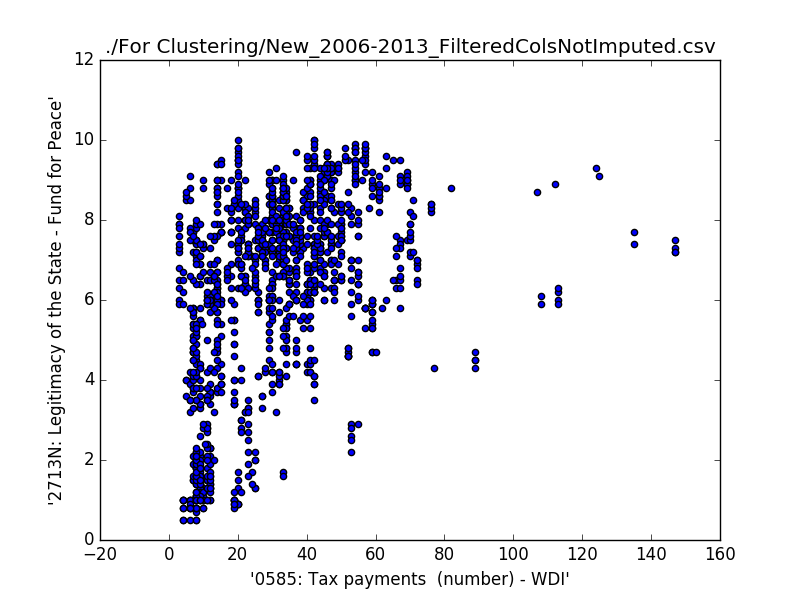 ./For Clustering/New_2006-2013_FilteredColsNotImputed.csv
12
10
8
6
4
2
0
'2713N: Legitimacy of the State - Fund for Peace'
−20 0 20 40 60 80 100 120 140 160
'0585: Tax payments  (number) - WDI'